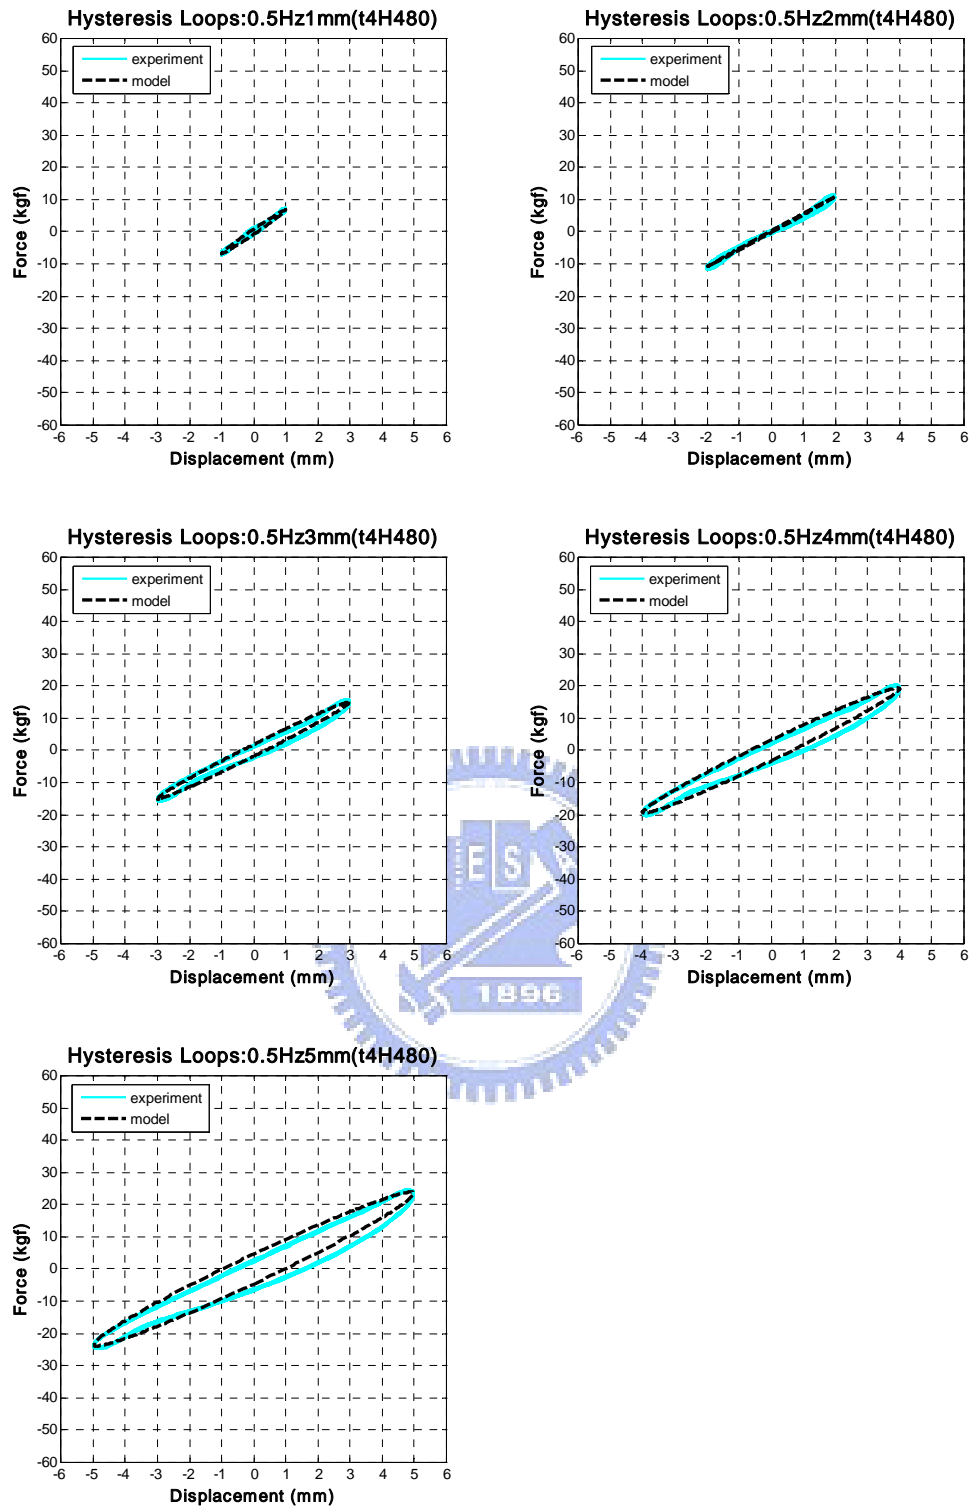 Hysteresis Loops:0.5Hz1mm(t4H480)
60
50
40
30
20
10
0
-10
-20
-30
-40
-50
-60
Force (kgf)
experiment
model
-6 -5 -4 -3 -2 -1 0 1 2 3 4 5 6
Displacement (mm)
Hysteresis Loops:0.5Hz2mm(t4H480)
60
50
40
30
20
10
0
-10
-20
-30
-40
-50
-60
Force (kgf)
experiment
model
-6 -5 -4 -3 -2 -1 0 1 2 3 4 5 6
Displacement (mm)
Hysteresis Loops:0.5Hz3mm(t4H480)
60
50
40
30
20
10
0
-10
-20
-30
-40
-50
-60
Force (kgf)
experiment
model
-6 -5 -4 -3 -2 -1 0 1 2 3 4 5 6
Displacement (mm)
Hysteresis Loops:0.5Hz4mm(t4H480)
60
50
40
30
20
10
0
-10
-20
-30
-40
-50
-60
Force (kgf)
experiment
model
-6 -5 -4 -3 -2 -1 0 1 2 3 4 5 6
Displacement (mm)
ES
1896
Hysteresis Loops:0.5Hz5mm(t4H480)
60
50
40
30
20
10
0
-10
-20
-30
-40
-50
-60
Force (kgf)
experiment
model
-6 -5 -4 -3 -2 -1 0 1 2 3 4 5 6
Displacement (mm)